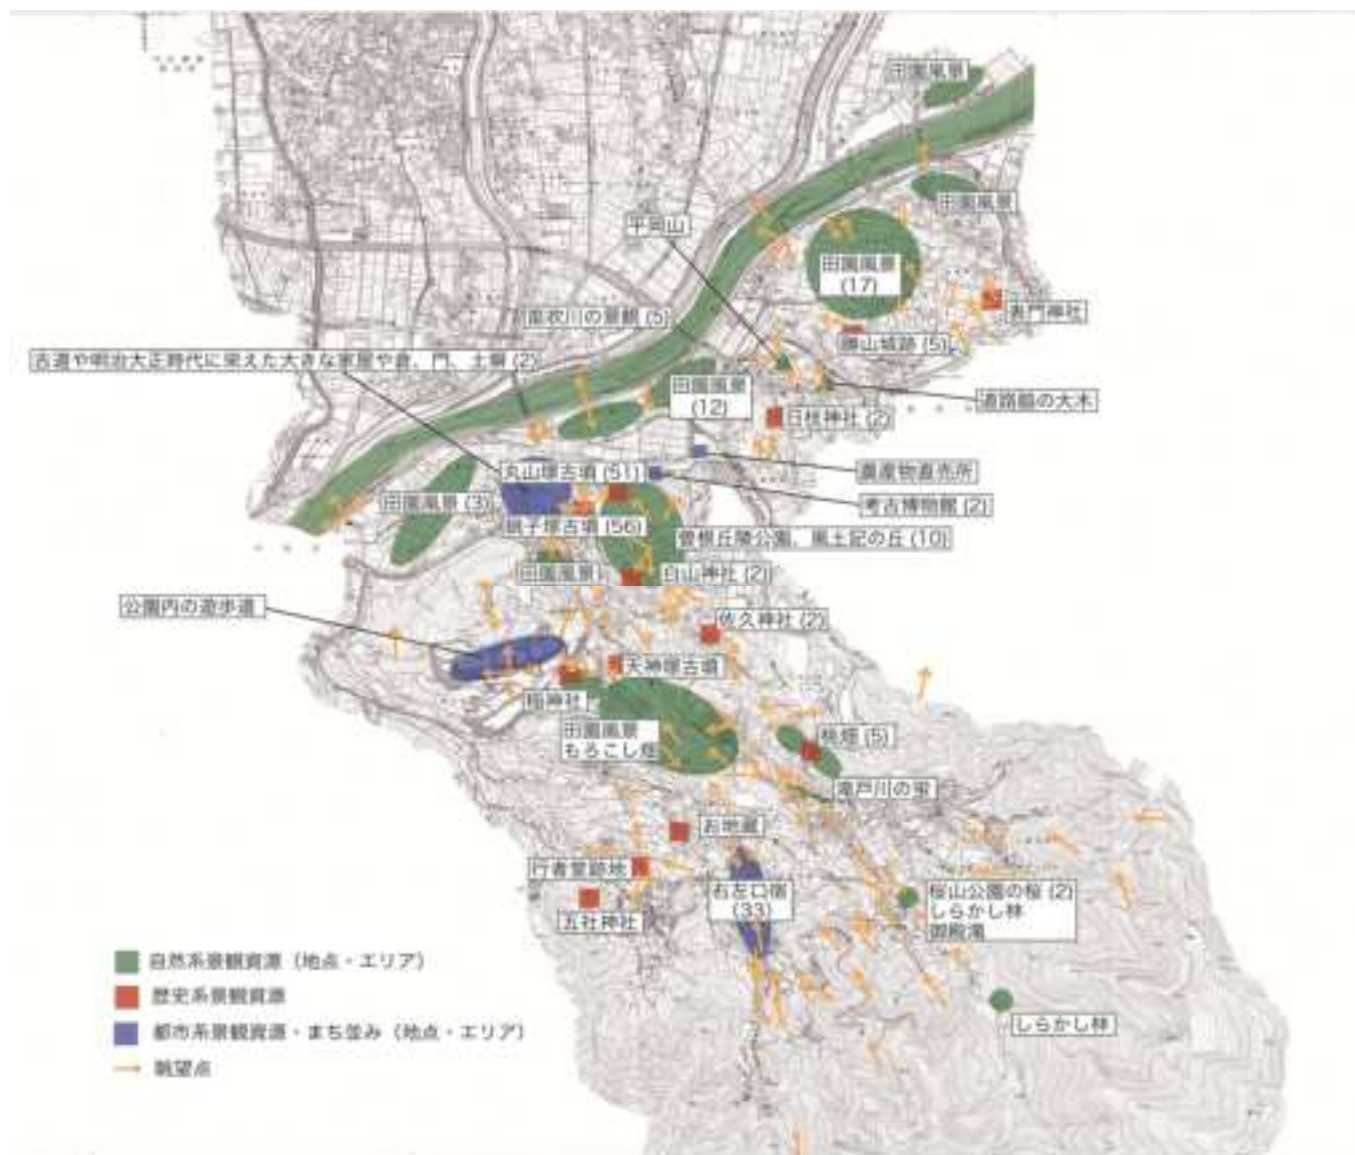 田園風景
田園風景
平岡山
田園風景
(17)
表門神社
笛吹川の景観 (5)
勝山城跡 (5)
古道や明治大正時代に栄えた大きな家屋や倉、門、土塀 (2)
田園風景
(12)
道路脇の大木
日枝神社 (2)
丸山塚古墳 (51)
農産物直売所
田園風景 (3)
考古博物館 (2)
銚子塚古墳 (56)
曽根丘陵公園、風土記の丘 (10)
田園風景
白山神社 (2)
公園内の遊歩道
佐久神社 (2)
天神塚古墳
稲神社
田園風景
もろこし畑
桃畑 (5)
滝戸川の蛍
お地蔵
行者堂跡地
右左口宿
(33)
桜山公園の桜 (2)
しらかし林
御殿滝
五社神社
しらかし林
自然系景観資源（地点・エリア）
歴史系景観資源
都市系景観資源・まち並み（地点・エリア）
眺望点